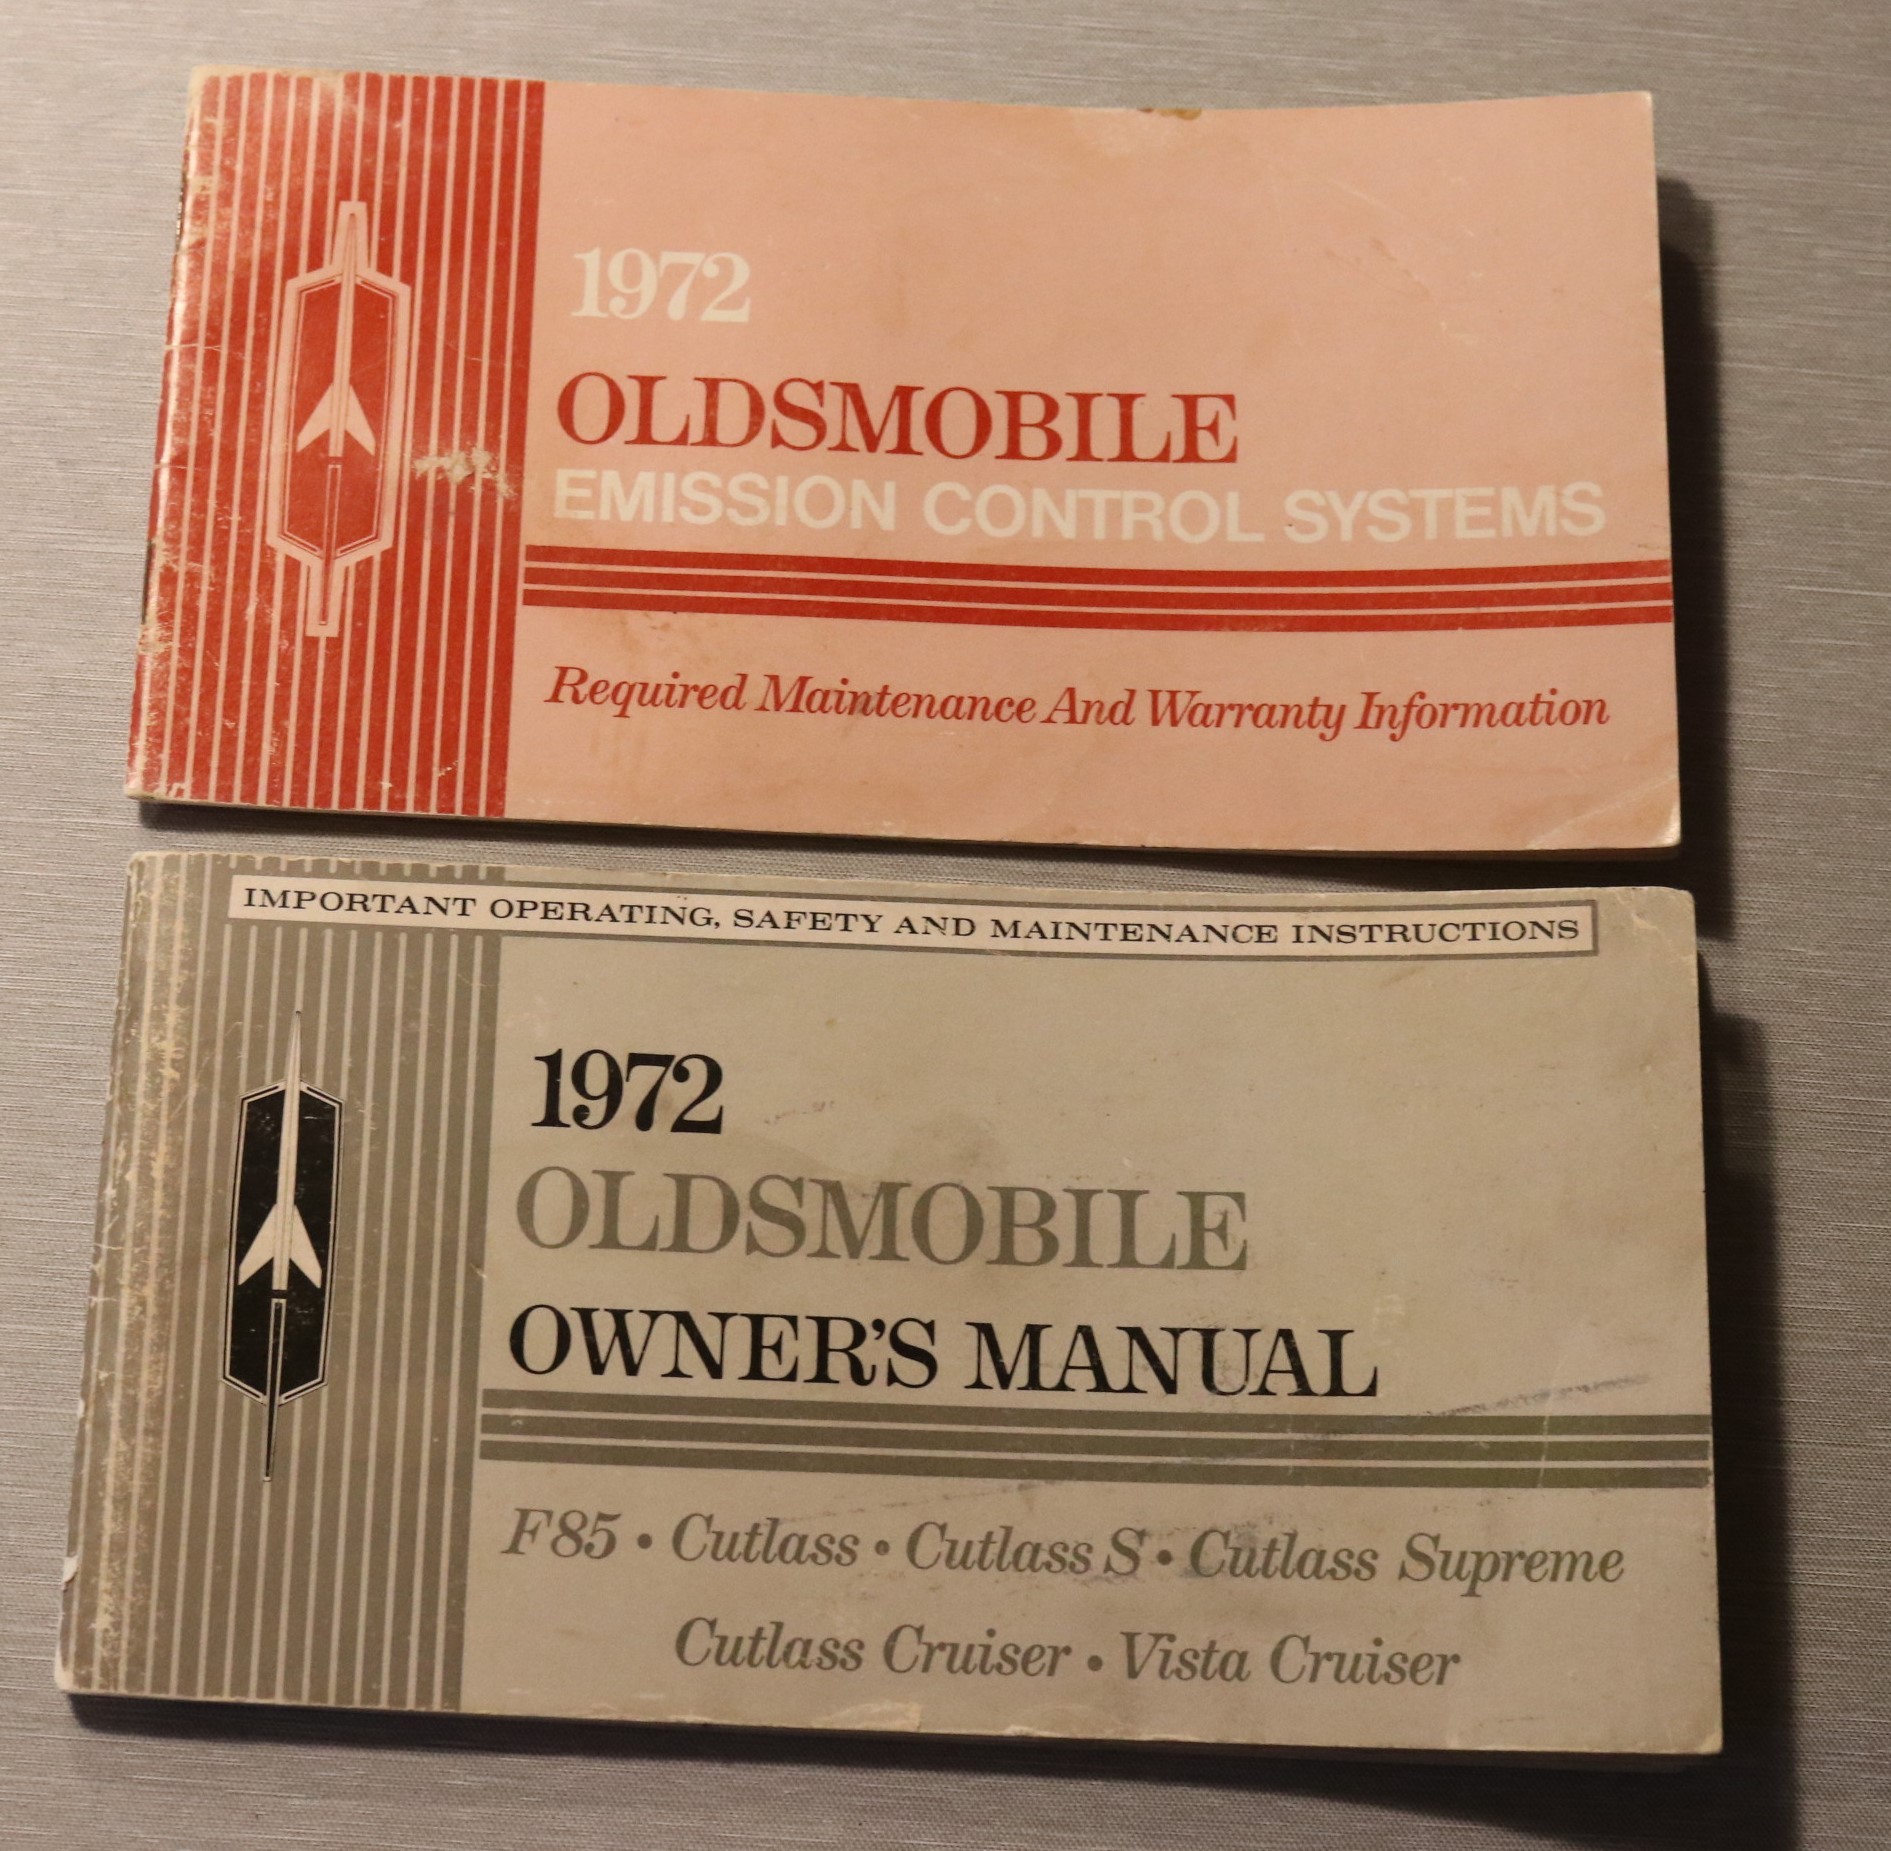 1972
OLDSMOBILE
EMISSION CONTROL SYSTEMS
Required Maintenance And Warranty Information
IMPORTANT OPERATING, SAFETY AND MAINTENANCE INSTRUCTIONS
1972
OLDSMOBILE
OWNER'S MANUAL
F85 • Cutlass • Cutlass S • Cutlass Supreme
Cutlass Cruiser • Vista Cruiser